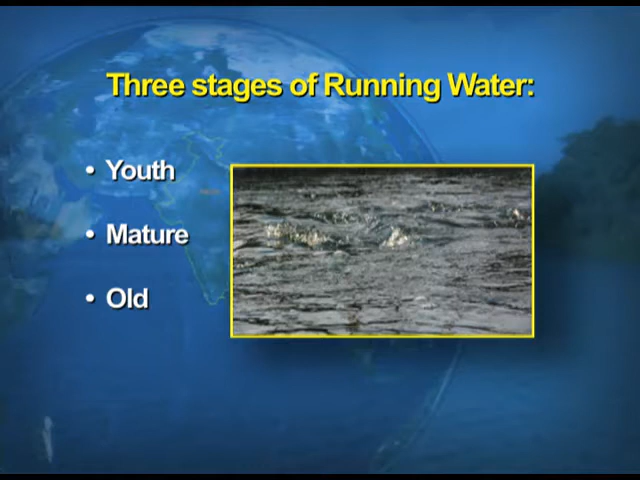 Three stages of Running Water:
• Youth
• Mature
• Old